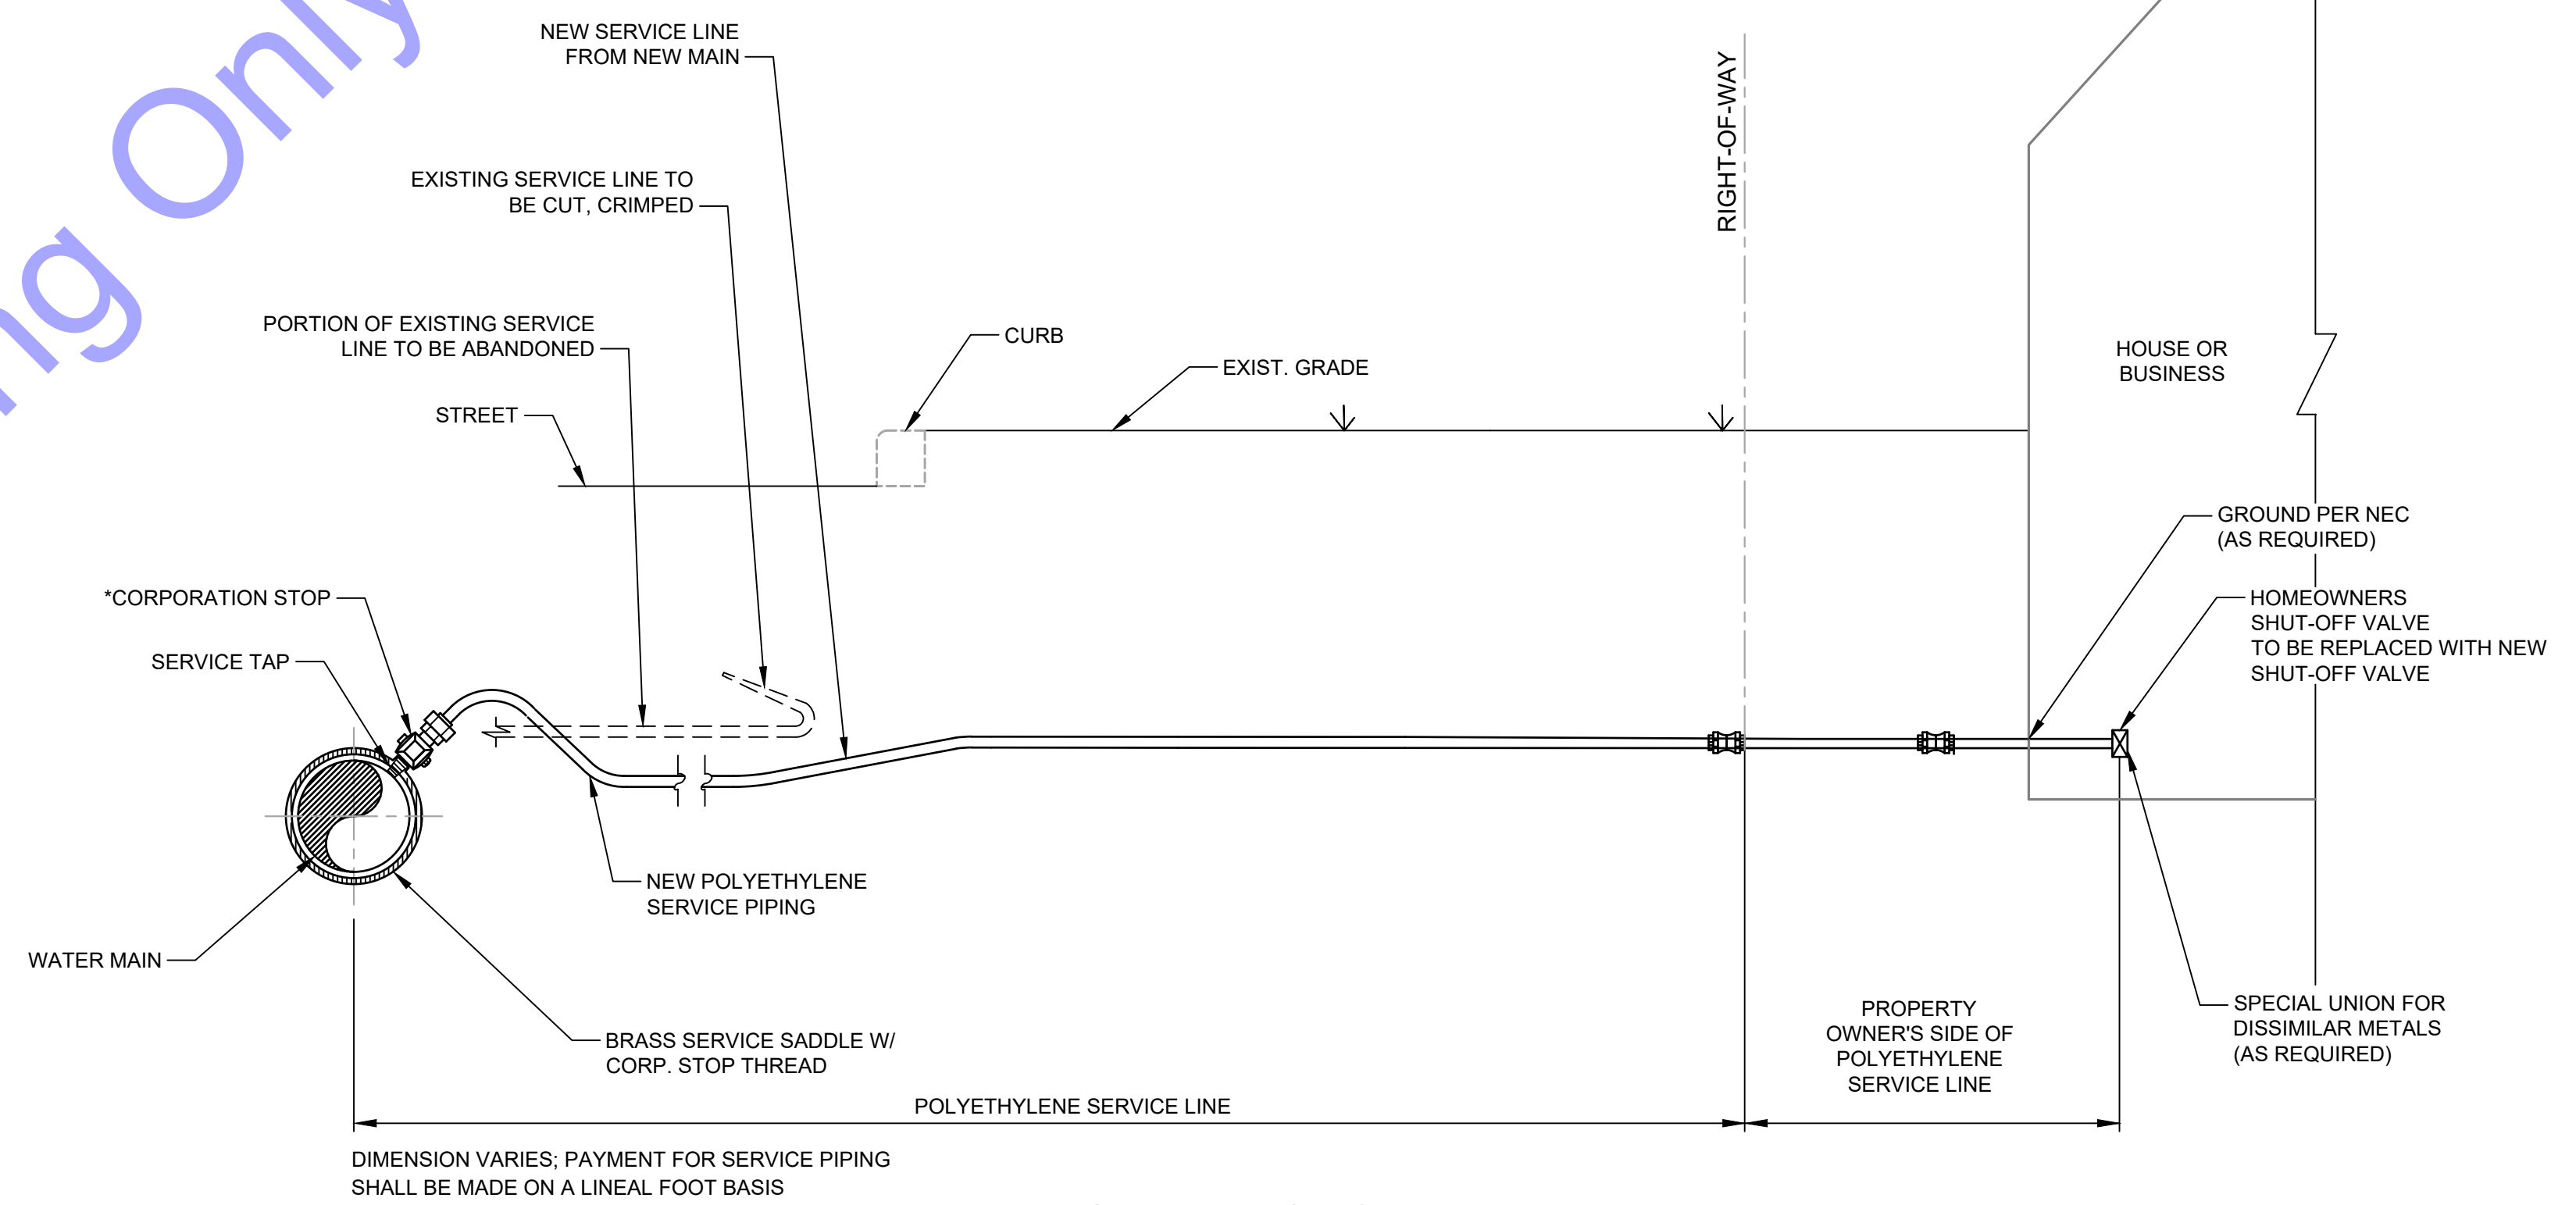 ng Only
NEW SERVICE LINE
FROM NEW MAIN
RIGHT-OF-WAY
EXISTING SERVICE LINE TO
BE CUT, CRIMPED
PORTION OF EXISTING SERVICE
LINE TO BE ABANDONED
CURB
EXIST. GRADE
HOUSE OR
BUSINESS
STREET
GROUND PER NEC
(AS REQUIRED)
*CORPORATION STOP
SERVICE TAP
HOMEOWNERS
SHUT-OFF VALVE
TO BE REPLACED WITH NEW
SHUT-OFF VALVE
NEW POLYETHYLENE
SERVICE PIPING
WATER MAIN
BRASS SERVICE SADDLE W/
CORP. STOP THREAD
PROPERTY
OWNER'S SIDE OF
POLYETHYLENE
SERVICE LINE
SPECIAL UNION FOR
DISSIMILAR METALS
(AS REQUIRED)
POLYETHYLENE SERVICE LINE
DIMENSION VARIES; PAYMENT FOR SERVICE PIPING
SHALL BE MADE ON A LINEAL FOOT BASIS